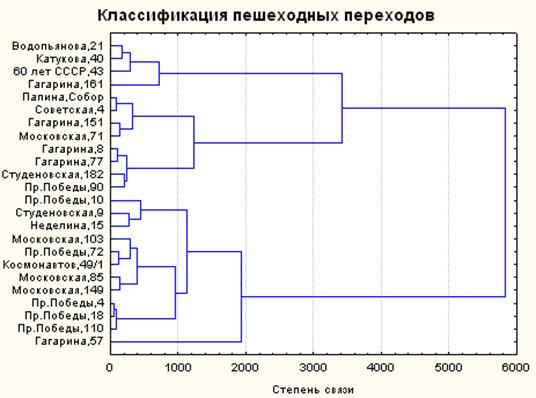 Классификация пешеходных переходов
Водопьянова,21
Катукова,40
60 лет СССР,43
Гагарина,161
Папина,Собор
Советская,4
Гагарина,151
Московская,71
Гагарина,8
Гагарина,77
Студеновская,182
Пр.Победы,90
Пр.Победы,10
Студеновская,9
Неделина,15
Московская,103
Пр.Победы,72
Космонавтов,49/1
Московская,85
Московская,149
Пр.Победы,4
Пр.Победы,18
Пр.Победы,110
Гагарина,57
0 1000 2000 3000 4000 5000 6000
Степень связи